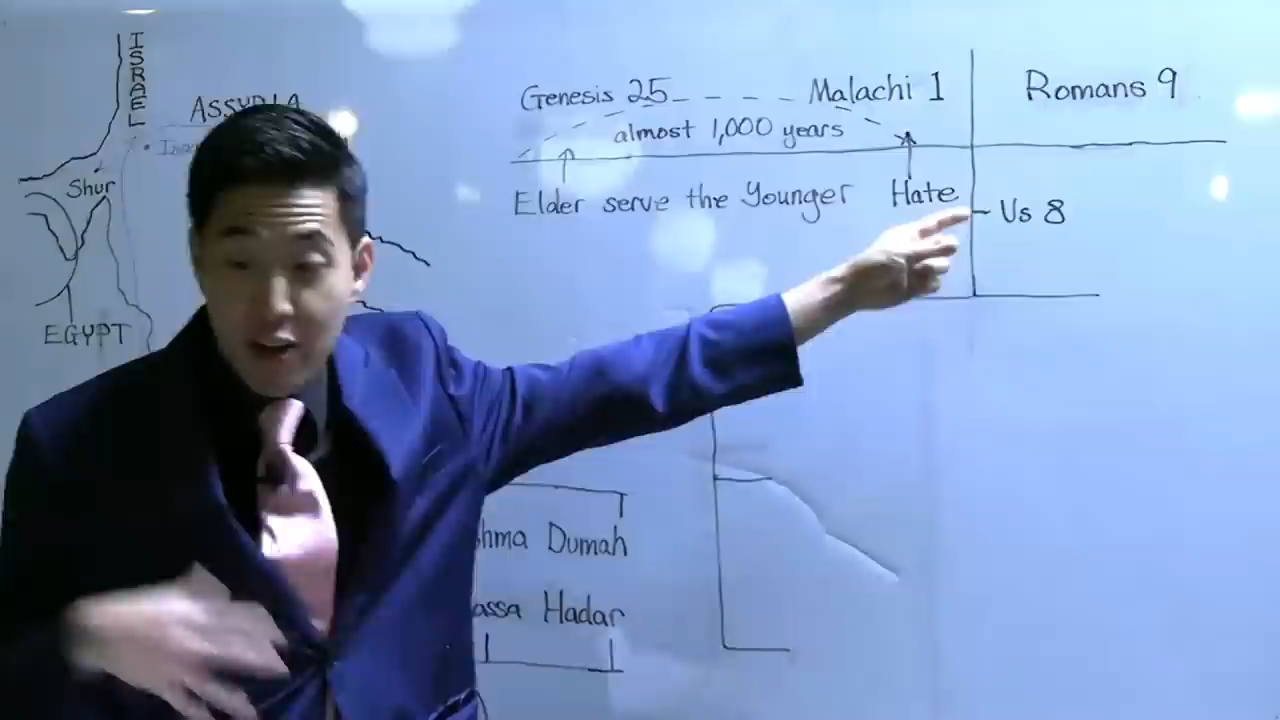 ISRAEL
ASSYRIA
Shur
EGYPT
Genesis 25 Malachi 1
almost 1,000 years
Elder serve the Younger Hate
Romans 9
Vs 8
Dumah
Hadar